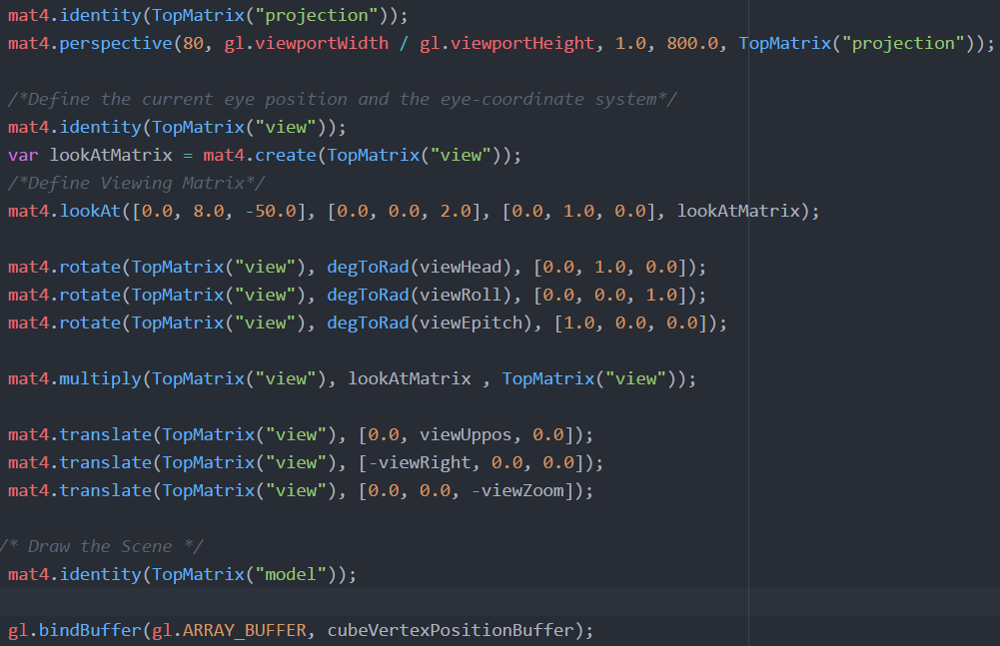 mat4.identity(TopMatrix("projection"));
mat4.perspective(80, gl.viewportWidth / gl.viewportHeight, 1.0, 800.0, TopMatrix("projection"));
/*Define the current eye position and the eye-coordinate system*/
mat4.identity(TopMatrix("view"));
var lookAtMatrix = mat4.create(TopMatrix("view"));
/*Define Viewing Matrix*/
mat4.lookAt([0.0, 8.0, -50.0], [0.0, 0.0, 2.0], [0.0, 1.0, 0.0], lookAtMatrix);
mat4.rotate(TopMatrix("view"), degToRad(viewHead), [0.0, 1.0, 0.0]);
mat4.rotate(TopMatrix("view"), degToRad(viewRoll), [0.0, 0.0, 1.0]);
mat4.rotate(TopMatrix("view"), degToRad(viewEpitch), [1.0, 0.0, 0.0]);
mat4.multiply(TopMatrix("view"), lookAtMatrix , TopMatrix("view"));
mat4.translate(TopMatrix("view"), [0.0, viewUppos, 0.0]);
mat4.translate(TopMatrix("view"), [-viewRight, 0.0, 0.0]);
mat4.translate(TopMatrix("view"), [0.0, 0.0, -viewZoom]);
/* Draw the Scene */
mat4.identity(TopMatrix("model"));
gl.bindBuffer(gl.ARRAY_BUFFER, cubeVertexPositionBuffer);